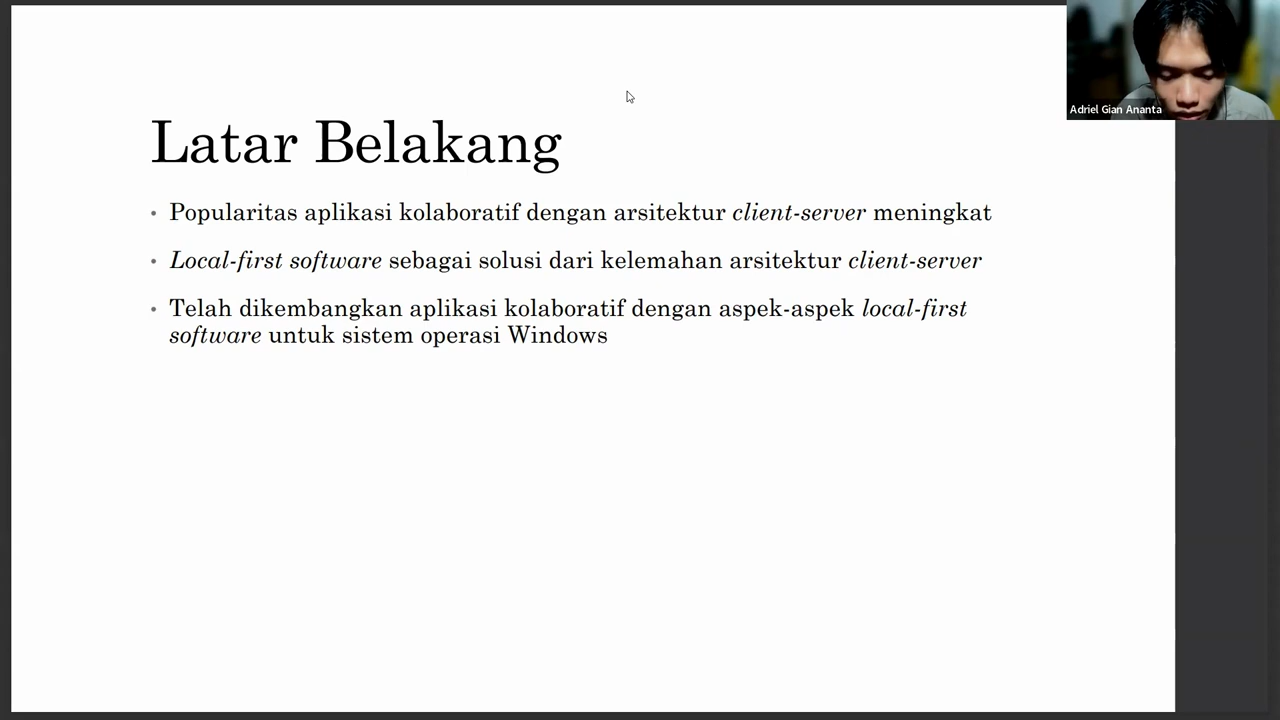 Adriel Gian Ananta
Latar Belakang
• Popularitas aplikasi kolaboratif dengan arsitektur client-server meningkat
• Local-first software sebagai solusi dari kelemahan arsitektur client-server
• Telah dikembangkan aplikasi kolaboratif dengan aspek-aspek local-first
software untuk sistem operasi Windows